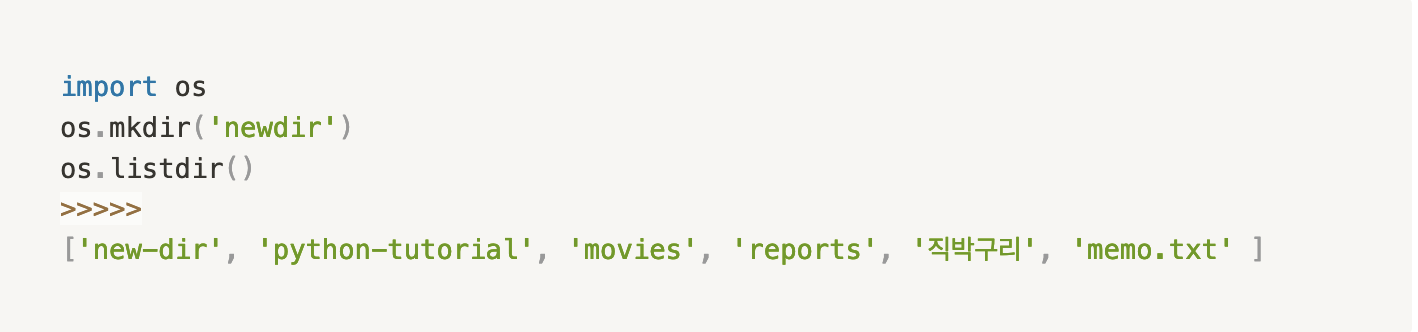 import os
os.mkdir('newdir')
os.listdir()
>>>>>
['new-dir', 'python-tutorial', 'movies', 'reports', '직박구리', 'memo.txt' ]